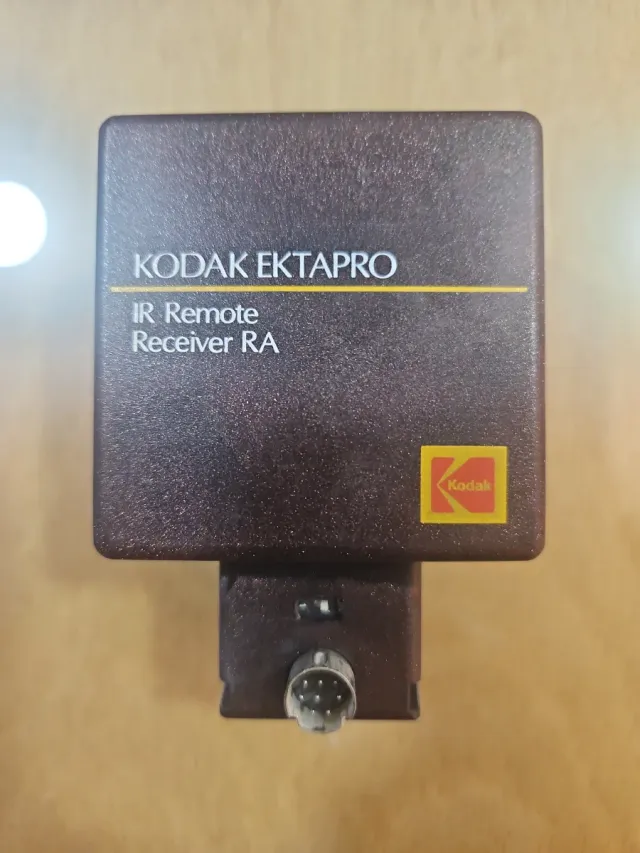 KODAK EKTAPRO
IR Remote
Receiver RA
Kodak